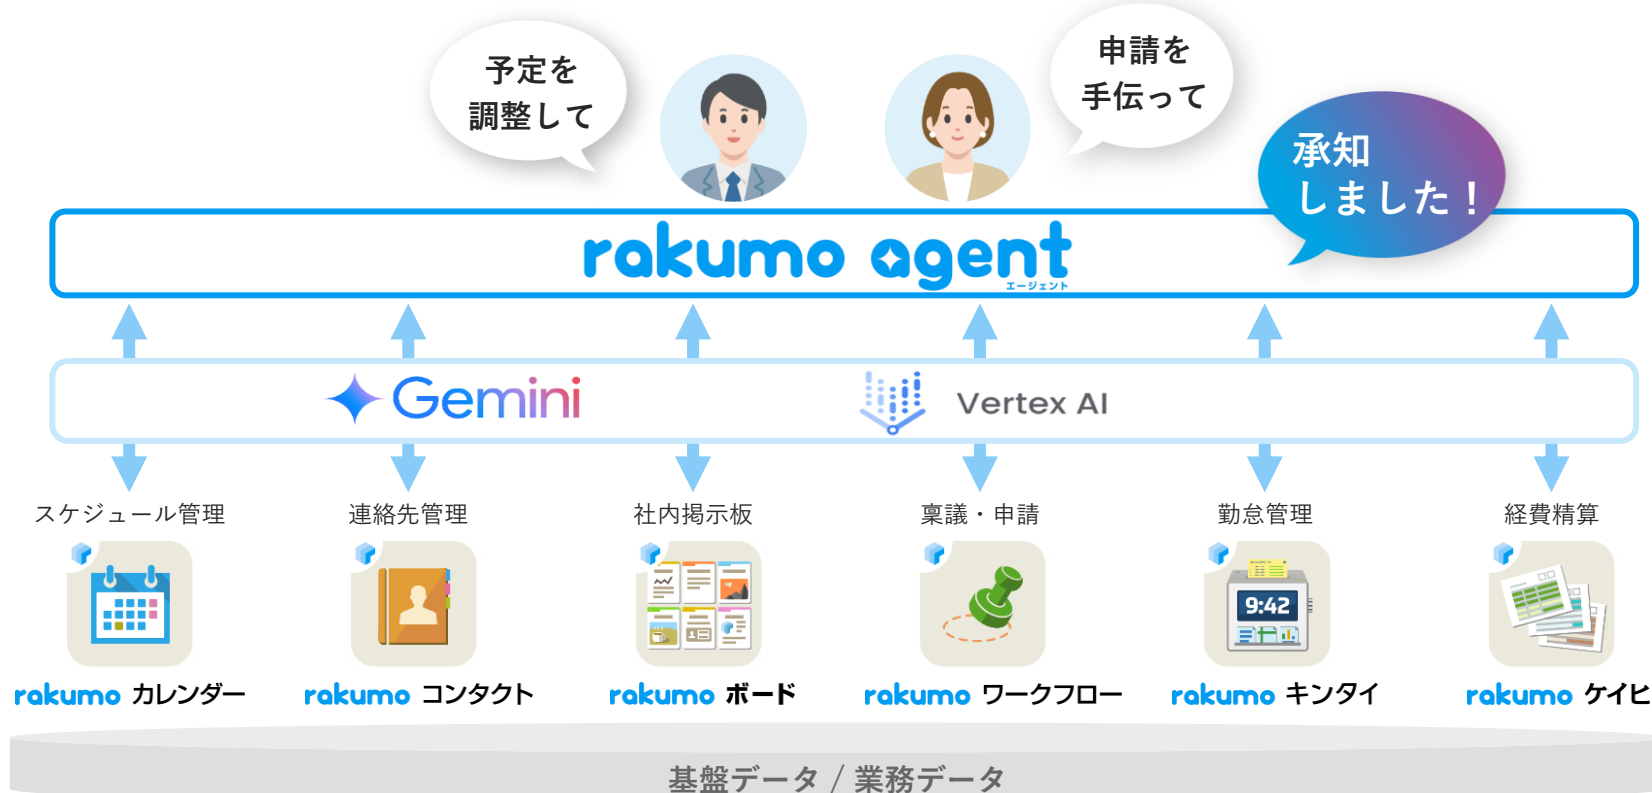 予定を
調整して
申請を
手伝って
承知
しました！
rakumo agent
エージェント
Gemini
Vertex AI
スケジュール管理
連絡先管理
社内掲示板
稟議・申請
勤怠管理
経費精算
9:42
rakumo カレンダー
rakumo コンタクト
rakumo ボード
rakumo ワークフロー
rakumo キンタイ
rakumo ケイヒ
基盤データ / 業務データ